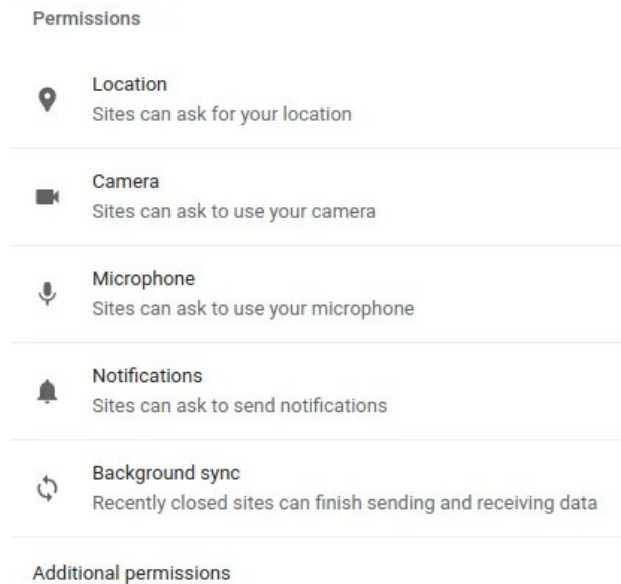 Permissions
Location
Sites can ask for your location
Camera
Sites can ask to use your camera
Microphone
Sites can ask to use your microphone
Notifications
Sites can ask to send notifications
Background sync
Recently closed sites can finish sending and receiving data
Additional permissions